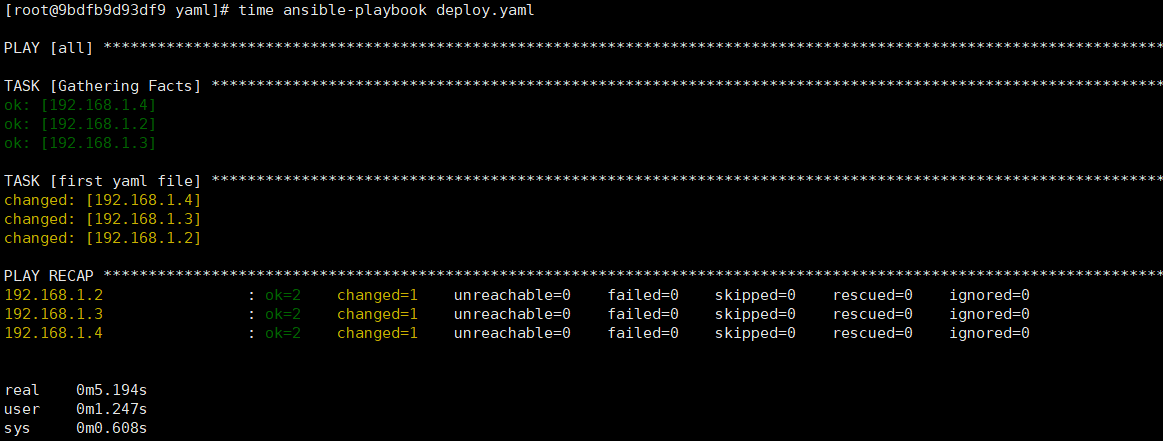 [root@9bdfb9d93df9 yaml]# time ansible-playbook deploy.yaml
PLAY [all] **********************************************************************************************************************
TASK [Gathering Facts] **********************************************************************************************************
ok: [192.168.1.4]
ok: [192.168.1.2]
ok: [192.168.1.3]
TASK [first yaml file] **********************************************************************************************************
changed: [192.168.1.4]
changed: [192.168.1.3]
changed: [192.168.1.2]
PLAY RECAP **********************************************************************************************************************
192.168.1.2                : ok=2    changed=1    unreachable=0    failed=0    skipped=0    rescued=0    ignored=0
192.168.1.3                : ok=2    changed=1    unreachable=0    failed=0    skipped=0    rescued=0    ignored=0
192.168.1.4                : ok=2    changed=1    unreachable=0    failed=0    skipped=0    rescued=0    ignored=0
real    0m5.194s
user    0m1.247s
sys     0m0.608s